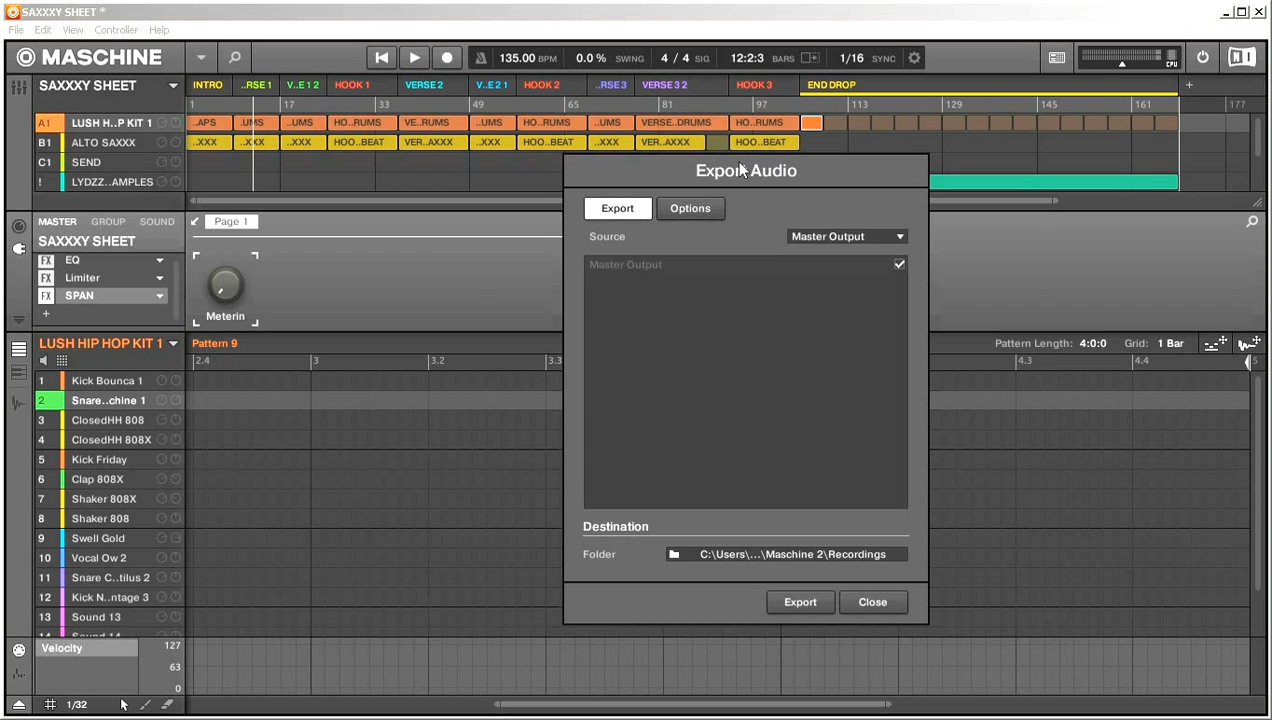 SAXXXY SHEET *
File Edit View Controller Help
MASCHINE 135.00 BPM 0.0 % SWING 4 / 4 SIG 12:2:3 BARS 1/16 SYNC CPU NI
SAXXXY SHEET INTRO ..RSE 1 V..E 1 2 HOOK 1 VERSE 2 V..E 2 1 HOOK 2 ..RSE 3 VERSE 3 2 HOOK 3 END DROP +
1 17 33 49 65 81 97 113 129 145 161 177
A1 LUSH H..P KIT 1 ..APS .UMS ..UMS HO..RUMS VE..RUMS ..UMS HO..RUMS ..UMS VERSE..DRUMS HO..RUMS
B1 ALTO SAXXX ..XXX ..XXX ..XXX HOO..BEAT VER..AXXX ..XXX HOO..BEAT ..XXX VER..AXXX HOO..BEAT
C1 SEND
! LYDZZ..AMPLES
MASTER GROUP SOUND Page 1
SAXXXY SHEET
FX EQ
FX Limiter
FX SPAN
+
Meterin
Export Audio
Export Options
Source Master Output
Master Output
Destination
Folder C:\Users\...\Maschine 2\Recordings
Export Close
LUSH HIP HOP KIT 1 Pattern 9 Pattern Length: 4:0:0 Grid: 1 Bar
2.4 3 3.2 3.3 4.3 4.4 5
1 Kick Bounca 1
2 Snare..chine 1
3 ClosedHH 808
4 ClosedHH 808X
5 Kick Friday
6 Clap 808X
7 Shaker 808X
8 Shaker 808
9 Swell Gold
10 Vocal Ow 2
11 Snare C..tilus 2
12 Kick N..ntage 3
13 Sound 13
14 Sound 14
Velocity 127
63
0
1/32